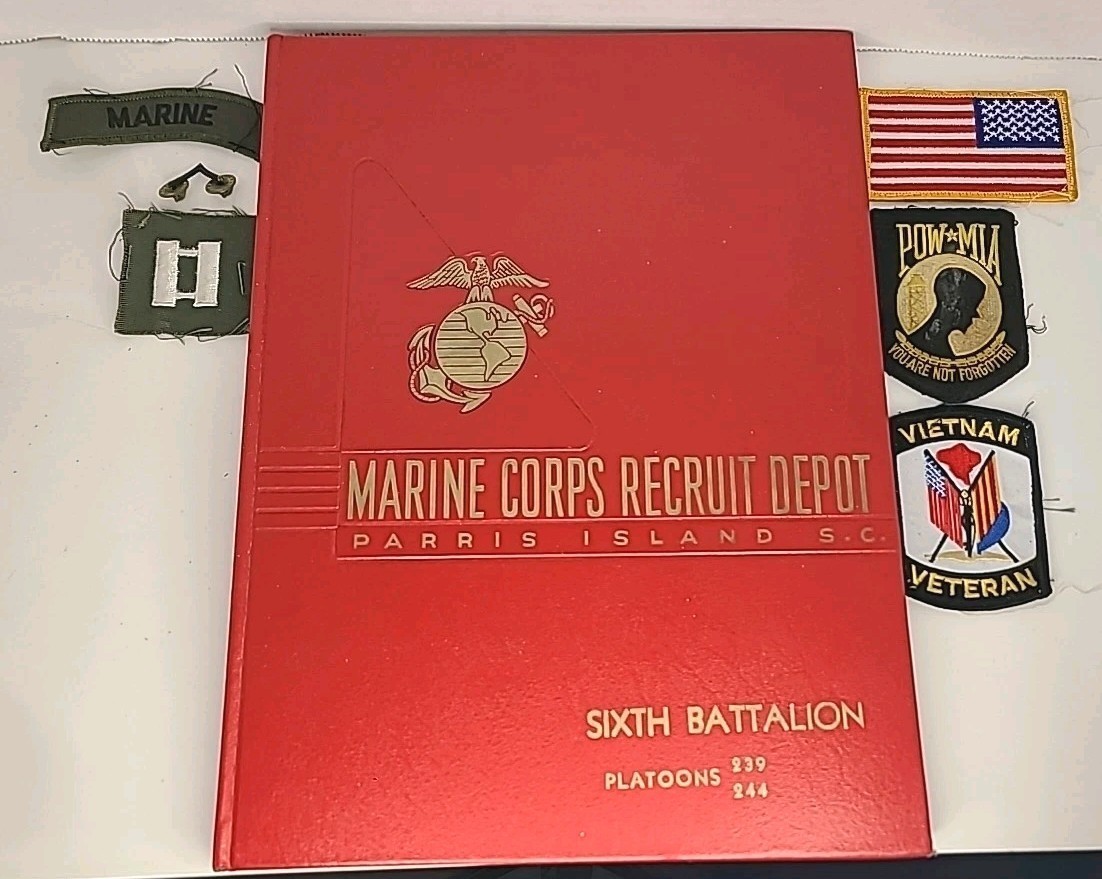 MARINE
MARINE CORPS RECRUIT DEPOT
PARRIS ISLAND S.C.
SIXTH BATTALION
PLATOONS 239
244
POW★MIA
YOU ARE NOT FORGOTTEN
VIETNAM
VETERAN